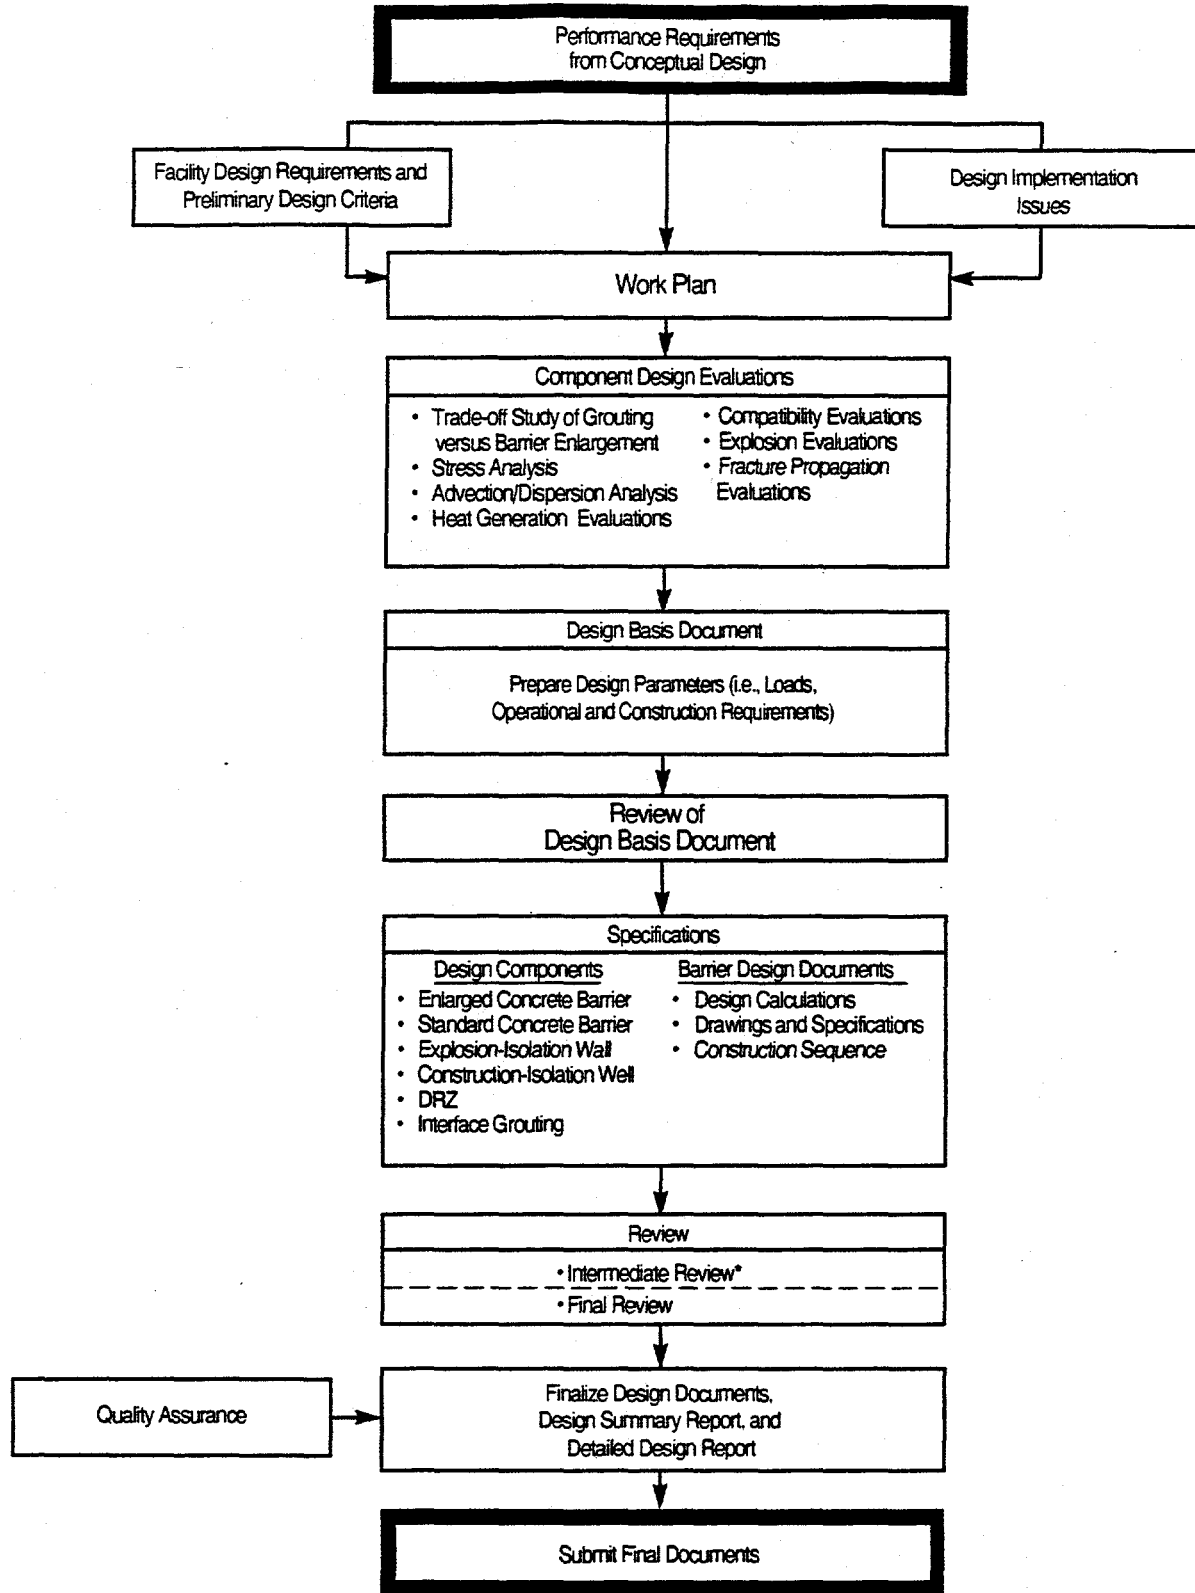 Performance Requirements
from Conceptual Design
Facility Design Requirements and
Preliminary Design Criteria
Design Implementation
Issues
Work Plan
Component Design Evaluations
• Trade-off Study of Grouting
versus Barrier Enlargement
• Stress Analysis
• Advection/Dispersion Analysis
• Heat Generation Evaluations
• Compatibility Evaluations
• Explosion Evaluations
• Fracture Propagation
Evaluations
Design Basis Document
Prepare Design Parameters (i.e., Loads,
Operational and Construction Requirements)
Review of
Design Basis Document
Specifications
Design Components
• Enlarged Concrete Barrier
• Standard Concrete Barrier
• Explosion-Isolation Wall
• Construction-Isolation Well
• DRZ
• Interface Grouting
Barrier Design Documents
• Design Calculations
• Drawings and Specifications
• Construction Sequence
Review
• Intermediate Review*
• Final Review
Quality Assurance
Finalize Design Documents,
Design Summary Report, and
Detailed Design Report
Submit Final Documents